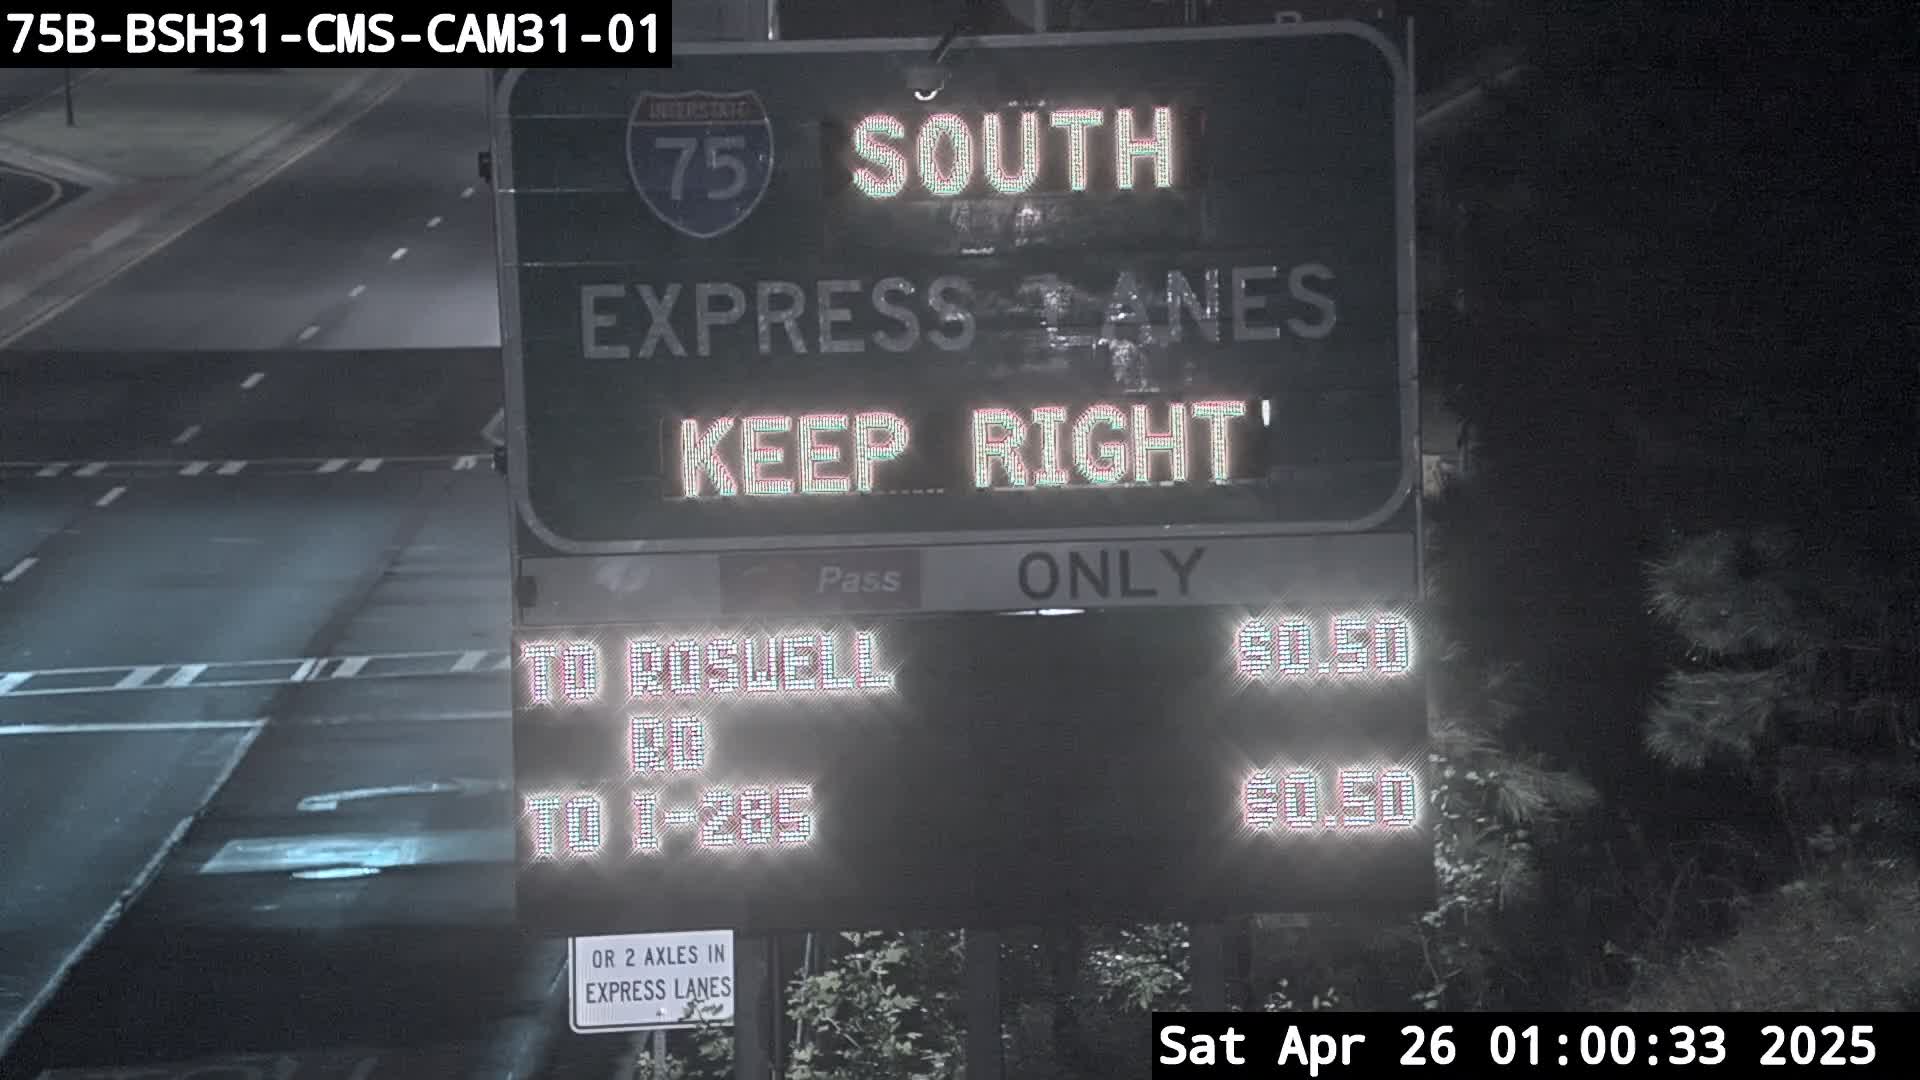 75B-BSH31-CMS-CAM31-01
INTERSTATE
75
SOUTH
EXPRESS LANES
KEEP RIGHT
Pass ONLY
TO ROSWELL $0.50
RD
TO I-285 $0.50
OR 2 AXLES IN
EXPRESS LANES
Sat Apr 26 01:00:33 2025